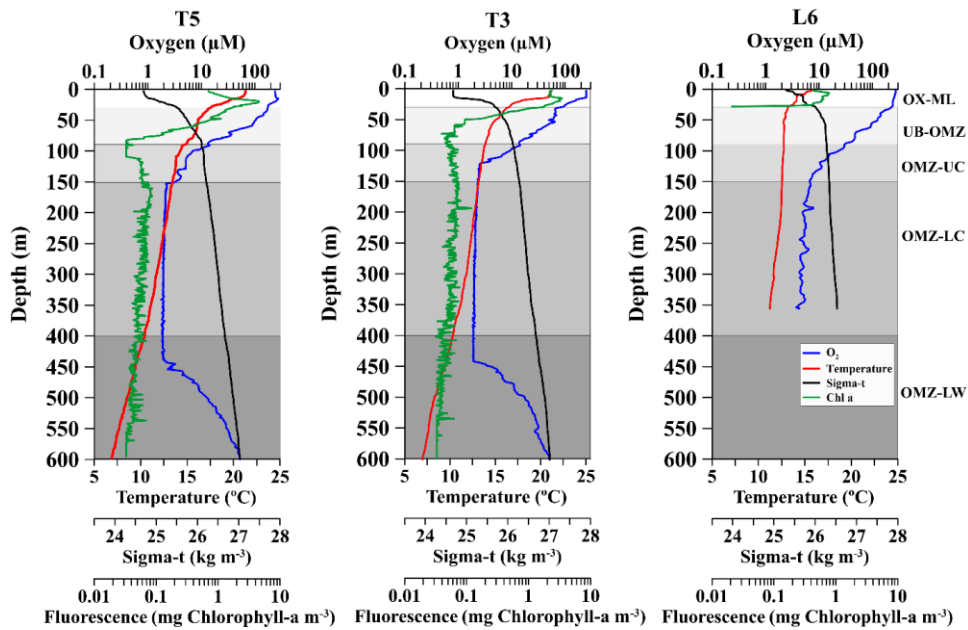 T5
Oxygen (µM)
0.1 1 10 100
0
50
100
150
200
250
300
350
400
450
500
550
600
Depth (m)
5 10 15 20 25
Temperature (ºC)
24 25 26 27 28
Sigma-t (kg m-3)
0.01 0.1 1 10
Fluorescence (mg Chlorophyll-a m-3)
T3
Oxygen (µM)
0.1 1 10 100
0
50
100
150
200
250
300
350
400
450
500
550
600
Depth (m)
5 10 15 20 25
Temperature (ºC)
24 25 26 27 28
Sigma-t (kg m-3)
0.01 0.1 1 10
Fluorescence (mg Chlorophyll-a m-3)
L6
Oxygen (µM)
0.1 1 10 100
0
50
100
150
200
250
300
350
400
450
500
550
600
Depth (m)
OX-ML
UB-OMZ
OMZ-UC
OMZ-LC
OMZ-LW
O2
Temperature
Sigma-t
Chl a
5 10 15 20 25
Temperature (ºC)
24 25 26 27 28
Sigma-t (kg m-3)
0.01 0.1 1 10
Fluorescence (mg Chlorophyll-a m-3)